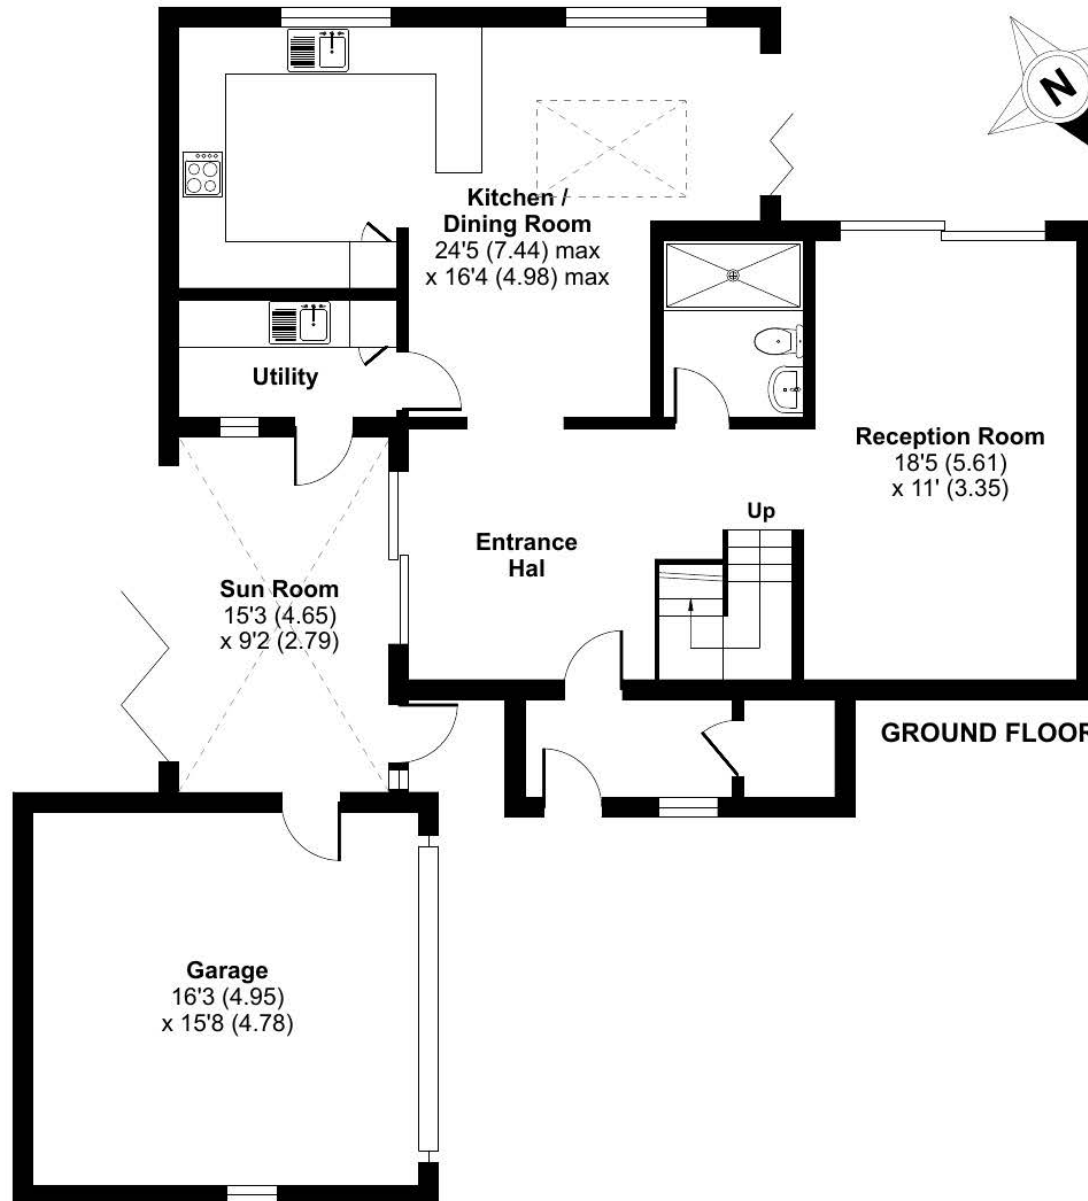 N
Kitchen /
Dining Room
24'5 (7.44) max
x 16'4 (4.98) max
Utility
Reception Room
18'5 (5.61)
x 11' (3.35)
Up
Entrance
Hal
Sun Room
15'3 (4.65)
x 9'2 (2.79)
GROUND FLOOR
Garage
16'3 (4.95)
x 15'8 (4.78)